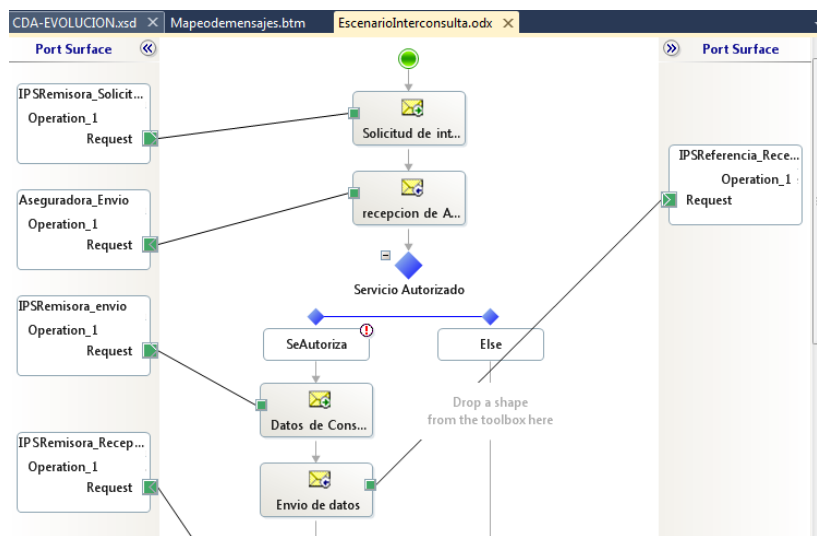 CDA-EVOLUCION.xsd
Mapeodemensajes.btm
EscenarioInterconsulta.odx
Port Surface
Port Surface
IPSRemisora_Solicit...
Operation_1
Request
Aseguradora_Envio
Operation_1
Request
IPSRemisora_envio
Operation_1
Request
IPSRemisora_Recep...
Operation_1
Request
Solicitud de int...
recepcion de A...
Servicio Autorizado
SeAutoriza
Else
Datos de Cons...
Drop a shape
from the toolbox here
Envio de datos
IPSReferencia_Rece...
Operation_1
Request